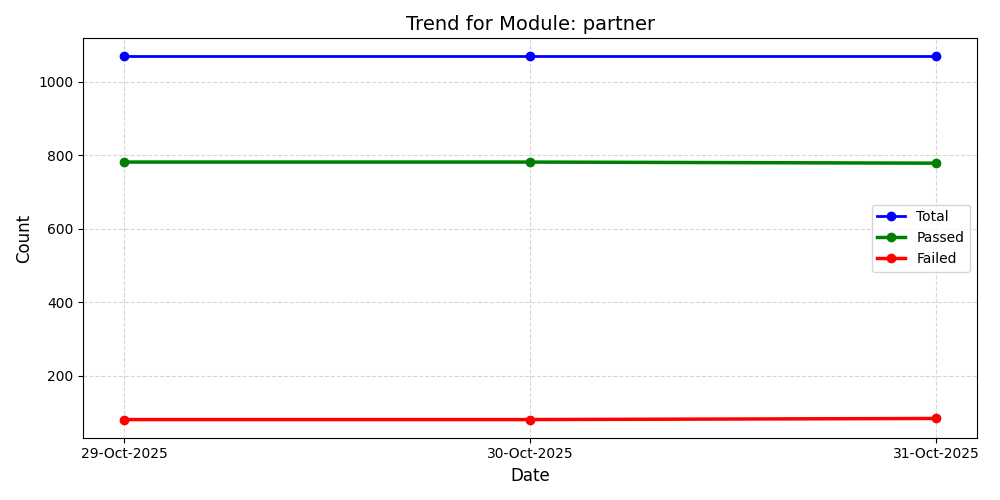 Trend for Module: partner
Count
1000
800
600
400
200
Total
Passed
Failed
29-Oct-2025
30-Oct-2025
31-Oct-2025
Date